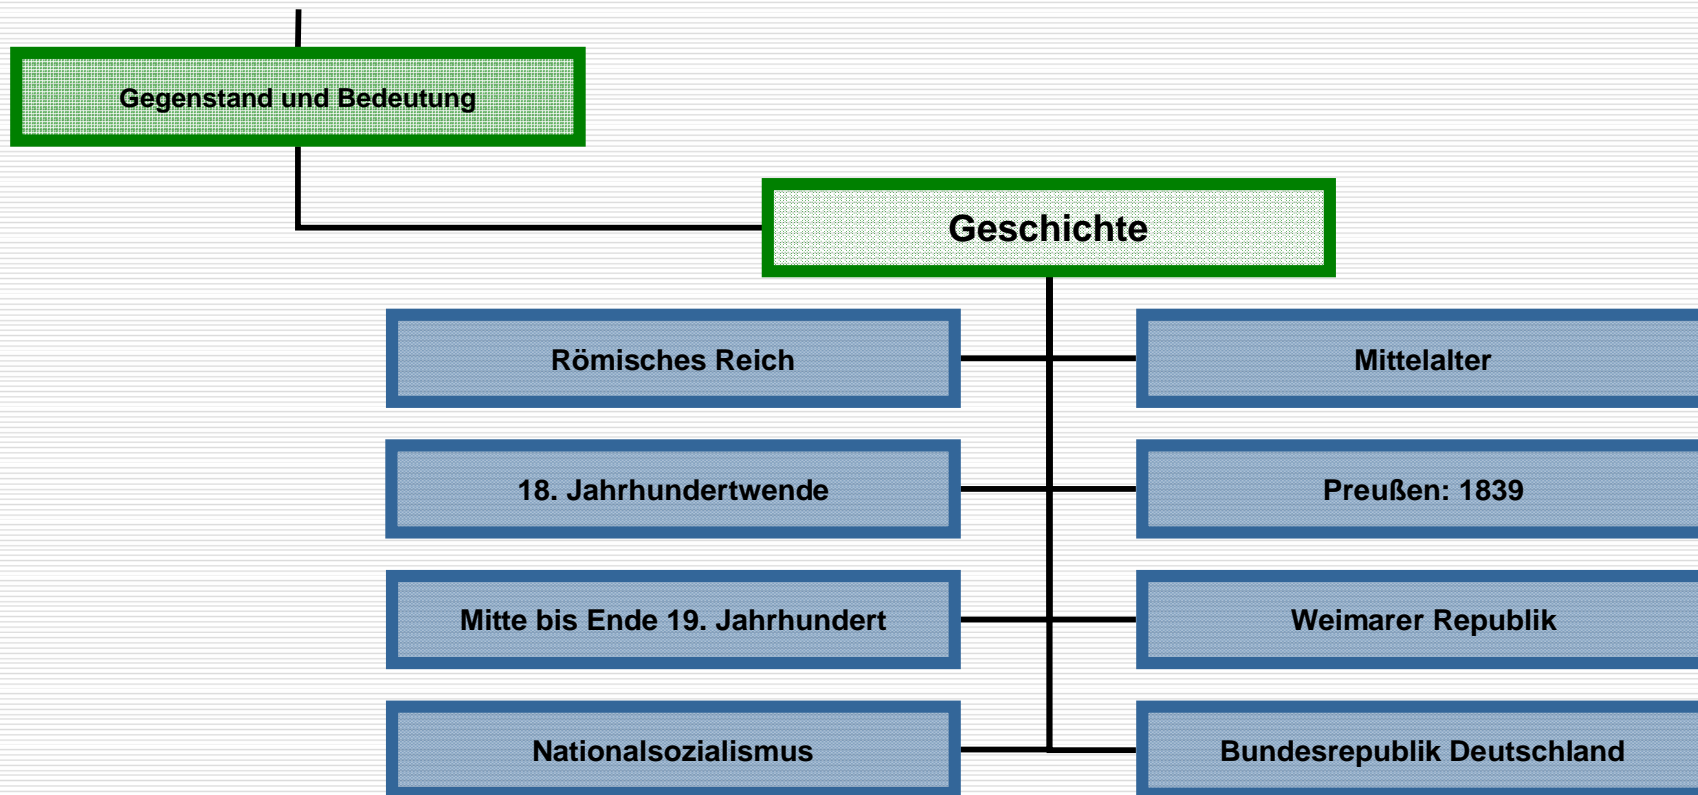 Gegenstand und Bedeutung
Geschichte
Römisches Reich
Mittelalter
18. Jahrhundertwende
Preußen: 1839
Mitte bis Ende 19. Jahrhundert
Weimarer Republik
Nationalsozialismus
Bundesrepublik Deutschland